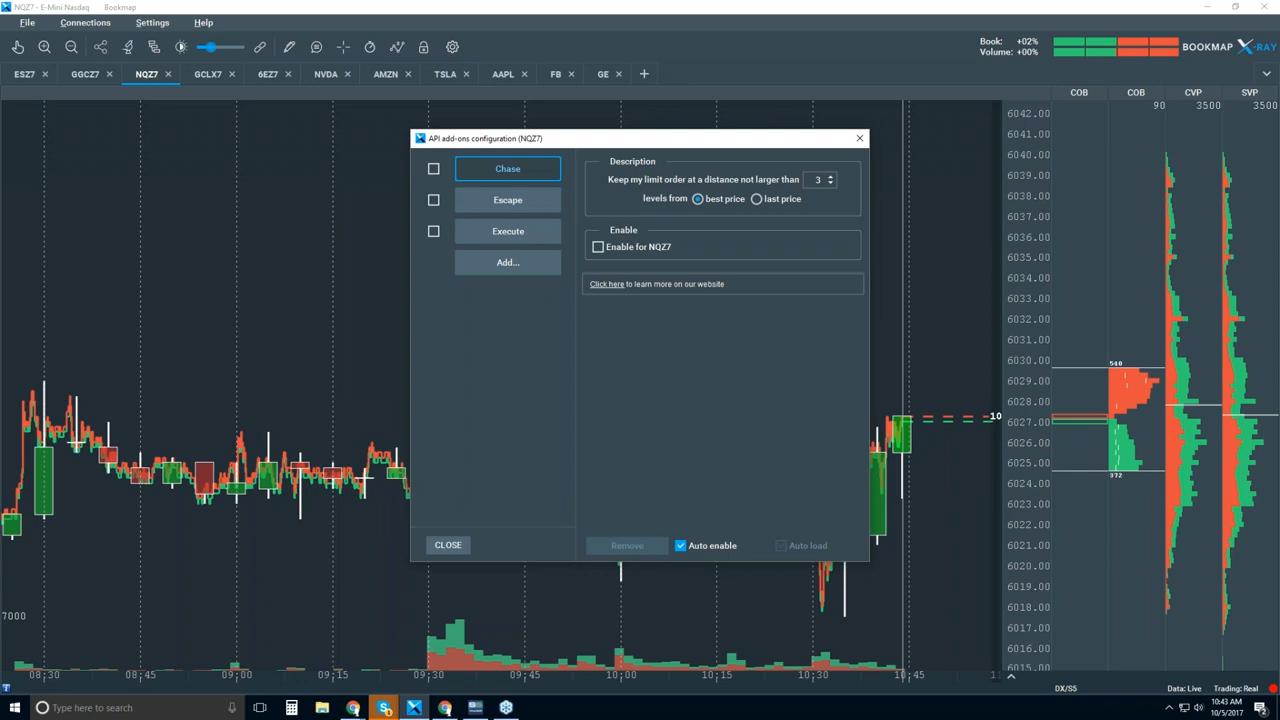 NQZ7 - E-Mini Nasdaq Bookmap
File Connections Settings Help
Book: +02%
Volume: +00%
BOOKMAP X-RAY
ESZ7 GGCZ7 NQZ7 GCLX7 6EZ7 NVDA AMZN TSLA AAPL FB GE
COB COB CVP SVP
90 3500 3500
API add-ons configuration (NQZ7)
Chase
Escape
Execute
Add...
Description
Keep my limit order at a distance not larger than 3
levels from best price last price
Enable
Enable for NQZ7
Click here to learn more on our website
CLOSE
Remove Auto enable Auto load
6042.00
6041.00
6040.00
6039.00
6038.00
6037.00
6036.00
6035.00
6034.00
6033.00
6032.00
6031.00
6030.00
6029.00
6028.00
6027.00
6026.00
6025.00
6024.00
6023.00
6022.00
6021.00
6020.00
6019.00
6018.00
6017.00
6015.00
540
372
10
7000
08:30 08:45 09:00 09:15 09:30 09:45 10:00 10:15 10:30 10:45
DX/S5 Data: Live Trading: Real
Type here to search
10:43 AM
10/5/2017
2